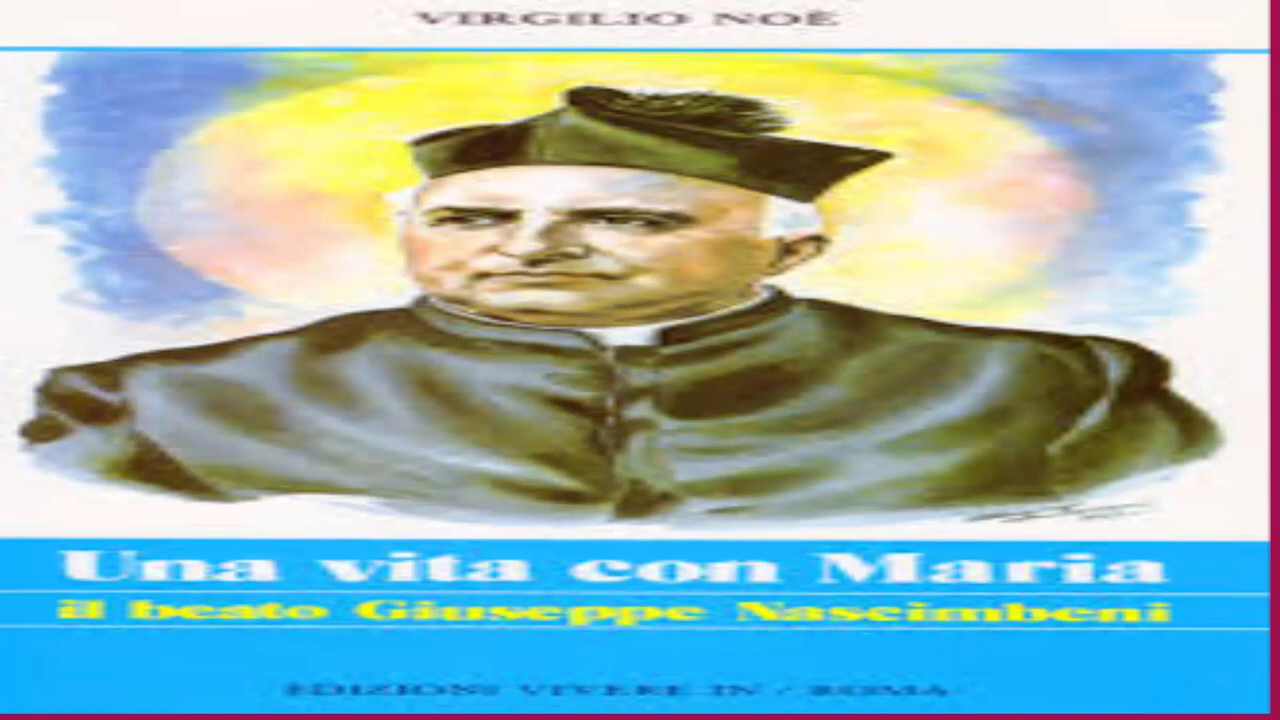 VIRGILIO NOÈ
Una vita con Maria
il beato Giuseppe Nascimbeni
EDIZIONI VIVERE IN / ROMA